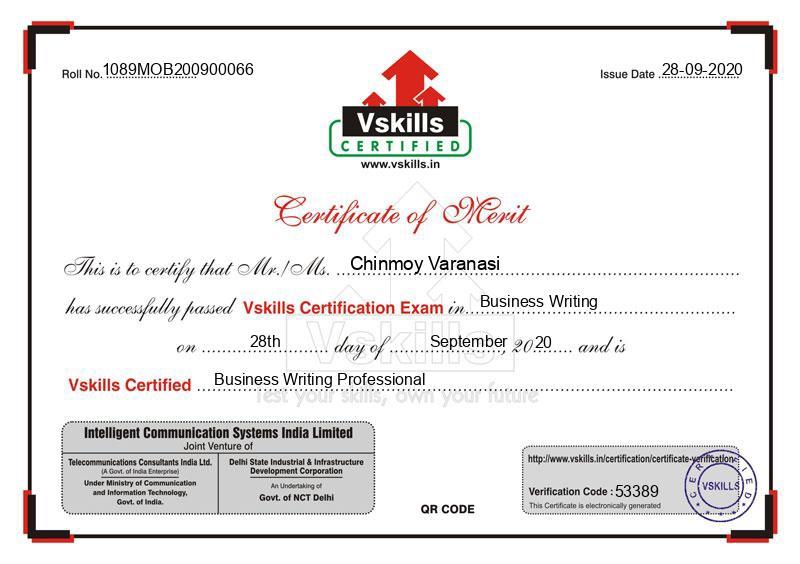 Roll No. 1089MOB200900066
Issue Date 28-09-2020
Vskills
CERTIFIED
www.vskills.in
Certificate of Merit
This is to certify that Mr./Ms. Chinmoy Varanasi
has successfully passed Vskills Certification Exam in Business Writing
on 28th day of September, 2020 and is
Vskills Certified Business Writing Professional
Vskills
Test your skills, own your future
Intelligent Communication Systems India Limited
Joint Venture of
Telecommunications Consultants India Ltd.
(A Govt. of India Enterprise)
Under Ministry of Communication
and Information Technology,
Govt. of India.
Delhi State Industrial & Infrastructure
Development Corporation
An Undertaking of
Govt. of NCT Delhi
QR CODE
http://www.vskills.in/certification/certificate-verification
Verification Code : 53389
This Certificate is electronically generated
CERTIFIED
VSKILLS